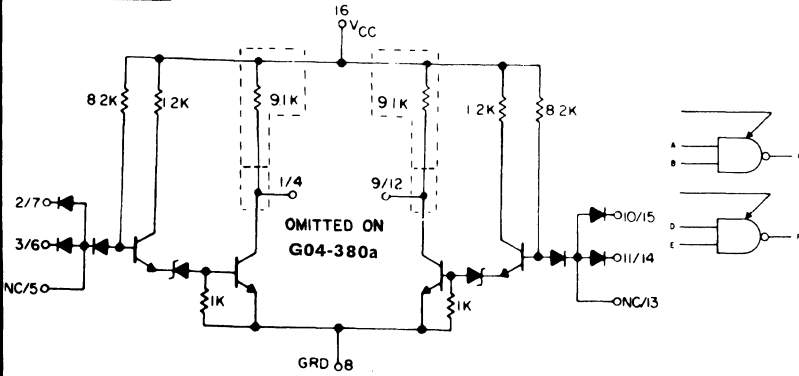 16
VCC
8.2K
1.2K
9.1K
9.1K
1.2K
8.2K
1/4
9/12
2/7
3/6
NC/5
OMITTED ON
G04-380a
10/15
11/14
NC/13
1K
1K
GRD
8
A
B
D
E